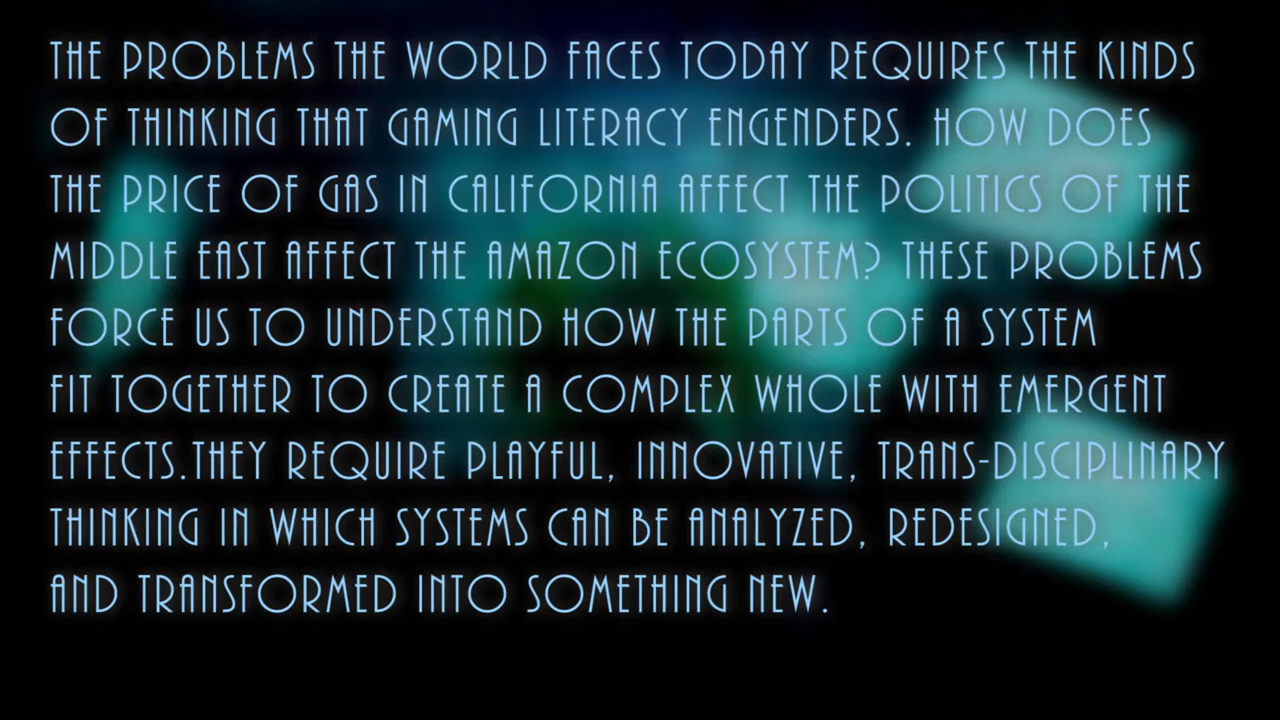 THE PROBLEMS THE WORLD FACES TODAY REQUIRES THE KINDS
OF THINKING THAT GAMING LITERACY ENGENDERS. HOW DOES
THE PRICE OF GAS IN CALIFORNIA AFFECT THE POLITICS OF THE
MIDDLE EAST AFFECT THE AMAZON ECOSYSTEM? THESE PROBLEMS
FORCE US TO UNDERSTAND HOW THE PARTS OF A SYSTEM
FIT TOGETHER TO CREATE A COMPLEX WHOLE WITH EMERGENT
EFFECTS.THEY REQUIRE PLAYFUL, INNOVATIVE, TRANS-DISCIPLINARY
THINKING IN WHICH SYSTEMS CAN BE ANALYZED, REDESIGNED,
AND TRANSFORMED INTO SOMETHING NEW.